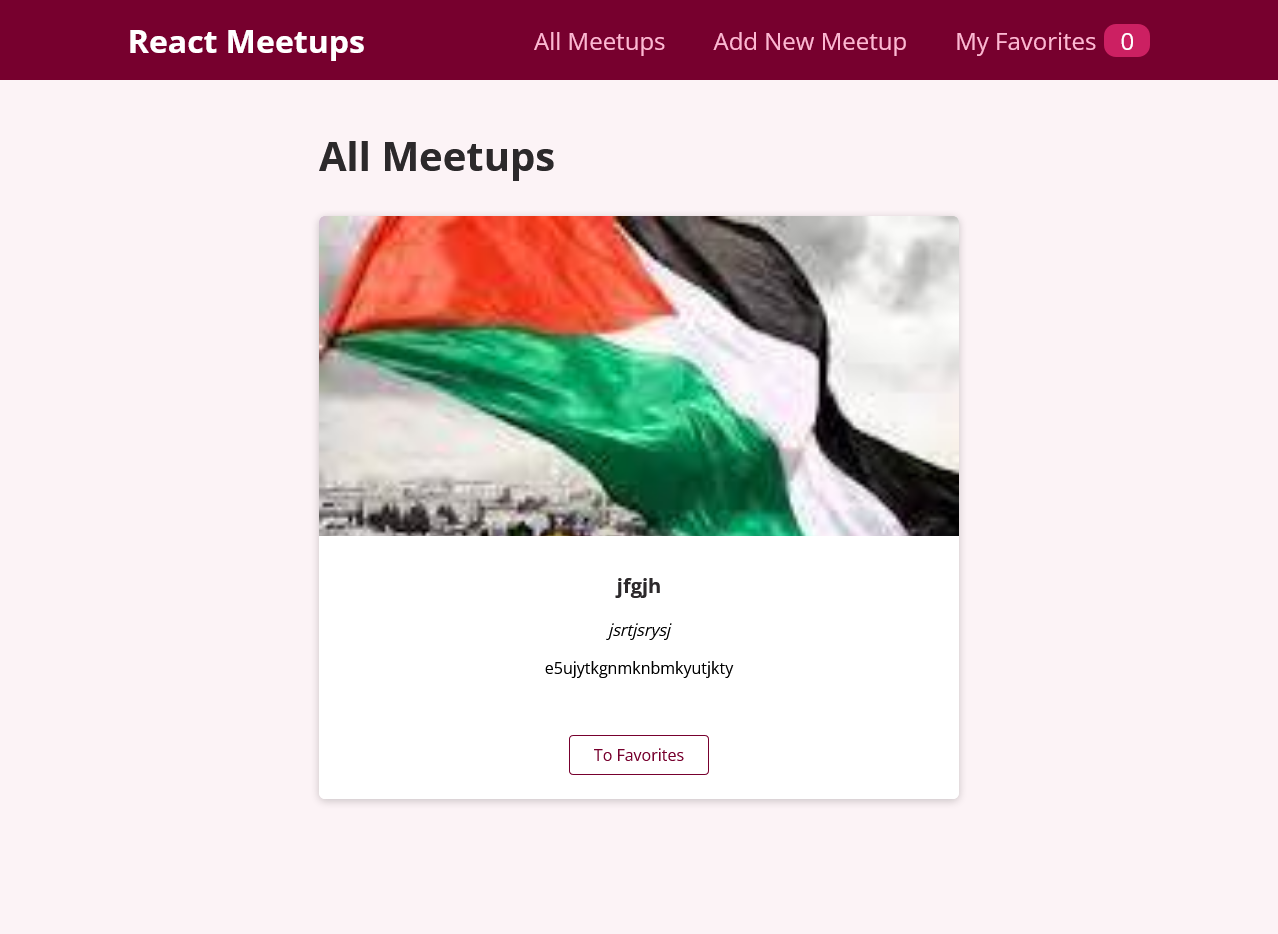 React Meetups
All Meetups
Add New Meetup
My Favorites 0
All Meetups
jfgjh
jsrtjsrysj
e5ujytkgnmknbmkyutjkty
To Favorites